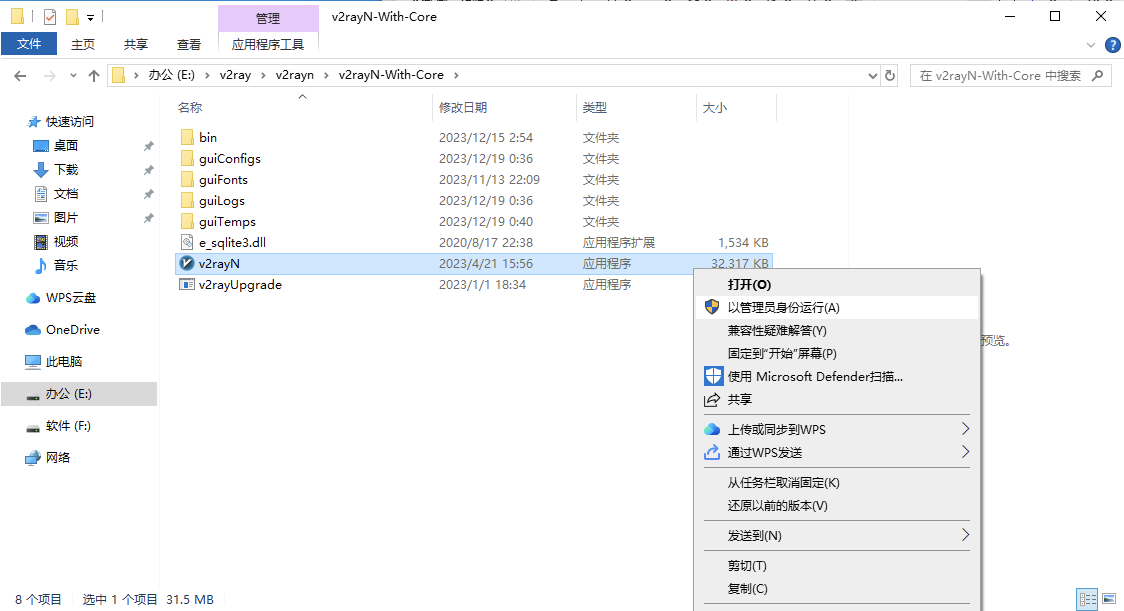 管理
v2rayN-With-Core
文件
主页
共享
查看
应用程序工具
办公 (E:) v2ray v2rayn v2rayN-With-Core
在 v2rayN-With-Core 中搜索
名称 修改日期 类型 大小
快速访问
桌面
下载
文档
图片
视频
音乐
WPS云盘
OneDrive
此电脑
办公 (E:)
软件 (F:)
网络
bin 2023/12/15 2:54 文件夹
guiConfigs 2023/12/19 0:36 文件夹
guiFonts 2023/11/13 22:09 文件夹
guiLogs 2023/12/19 0:36 文件夹
guiTemps 2023/12/19 0:40 文件夹
e_sqlite3.dll 2020/8/17 22:38 应用程序扩展 1,534 KB
v2rayN 2023/4/21 15:56 应用程序 32,317 KB
v2rayUpgrade 2023/1/1 18:34 应用程序
打开(O)
以管理员身份运行(A)
兼容性疑难解答(Y)
固定到"开始"屏幕(P)
使用 Microsoft Defender扫描...
共享
上传或同步到WPS
通过WPS发送
从任务栏取消固定(K)
还原以前的版本(V)
发送到(N)
剪切(T)
复制(C)
预览。
8 个项目 选中 1 个项目 31.5 MB